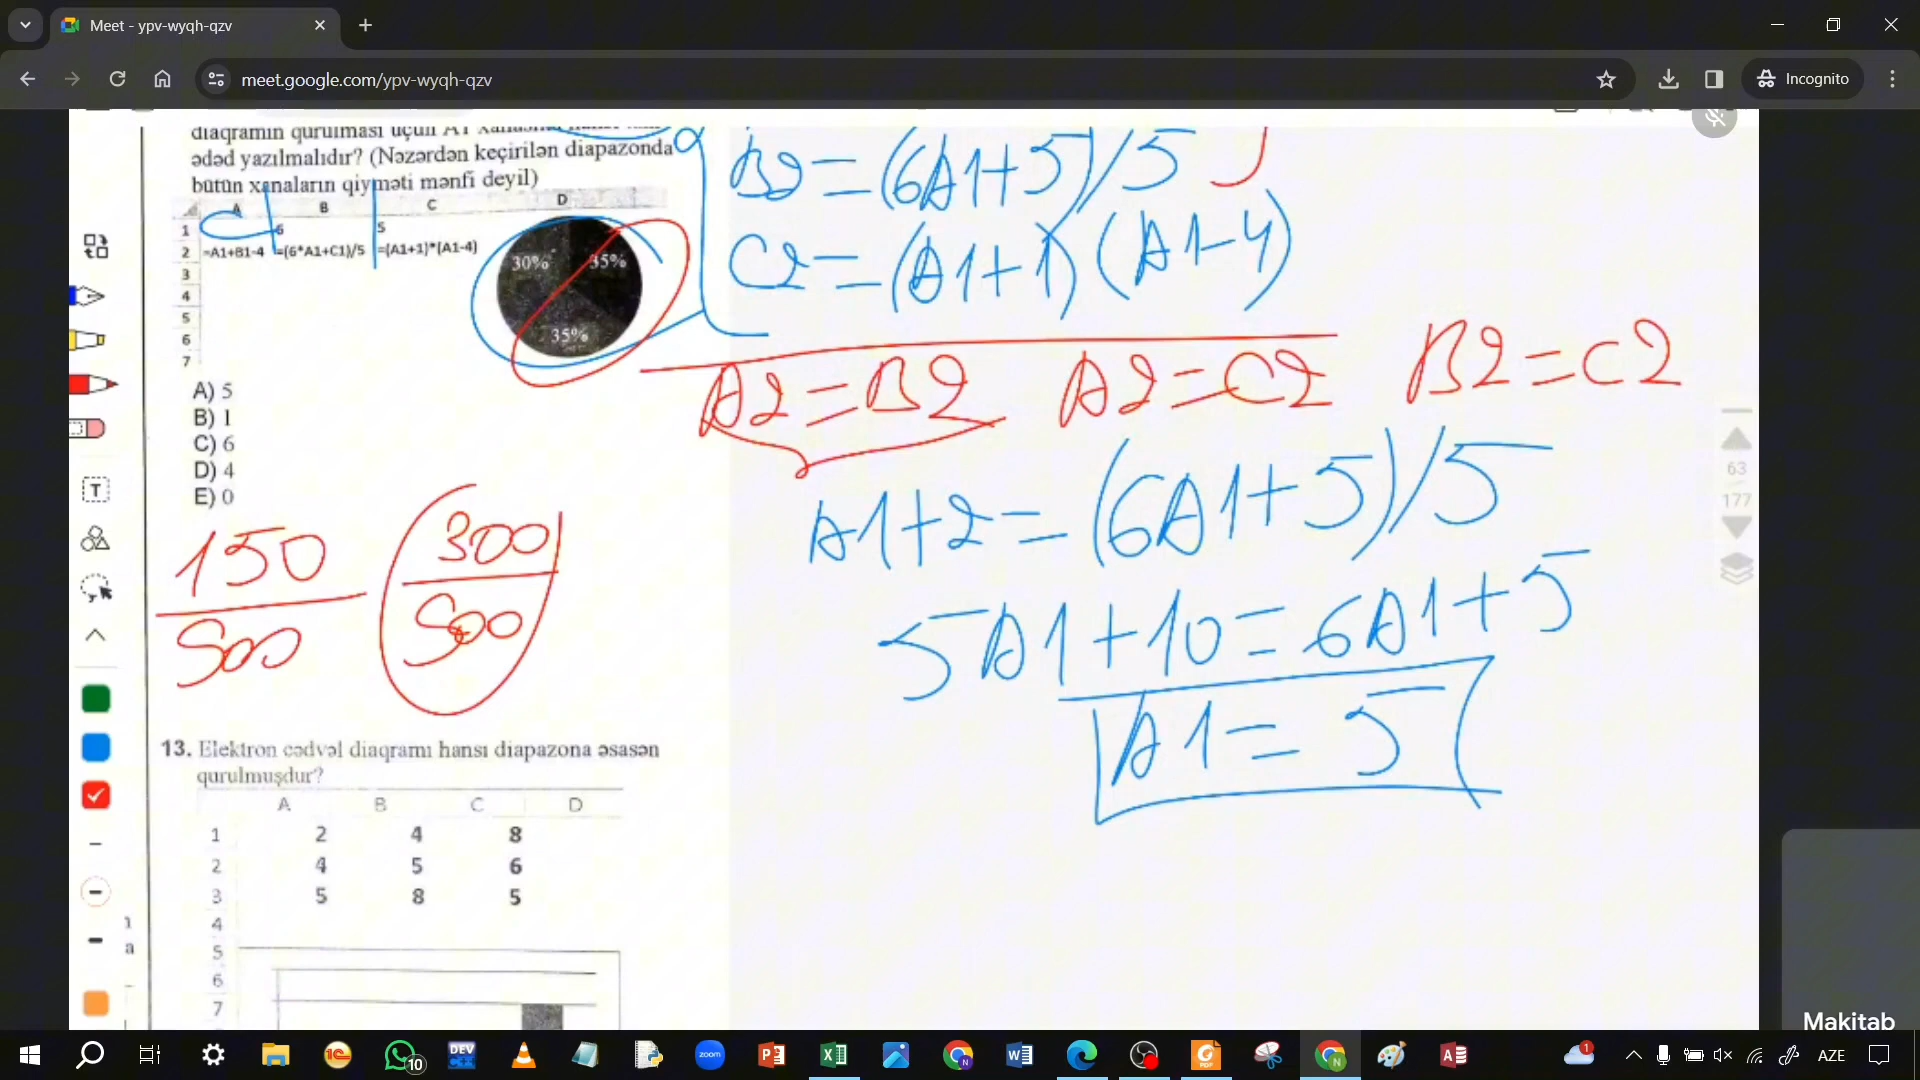 Meet - ypv-wyqh-qzv
meet.google.com/ypv-wyqh-qzv
Incognito
ədəd yazılmalıdır? (Nəzərdən keçirilən diapazonda
bütün xanaların qiyməti mənfi deyil)
A B C D
1 6 5
2 =A1+B1-4 =(6*A1+C1)/5 =(A1+1)*(A1-4)
3
4
5
6
7
30% 35%
35%
A) 5
B) 1
C) 6
D) 4
E) 0
B2=(6A1+5)/5
C2=(A1+1)(A1-4)
A2=B2 A2=C2 B2=C2
A1+2=(6A1+5)/5
5A1+10=6A1+5
A1=5
150
500
300
500
13. Elektron cədvəl diaqramı hansı diapazona əsasən
qurulmuşdur?
A B C D
1 2 4 8
2 4 5 6
3 5 8 5
4
5
6
7
T
63
177
Makitab
10
DEV
C++
zoom
1
AZE